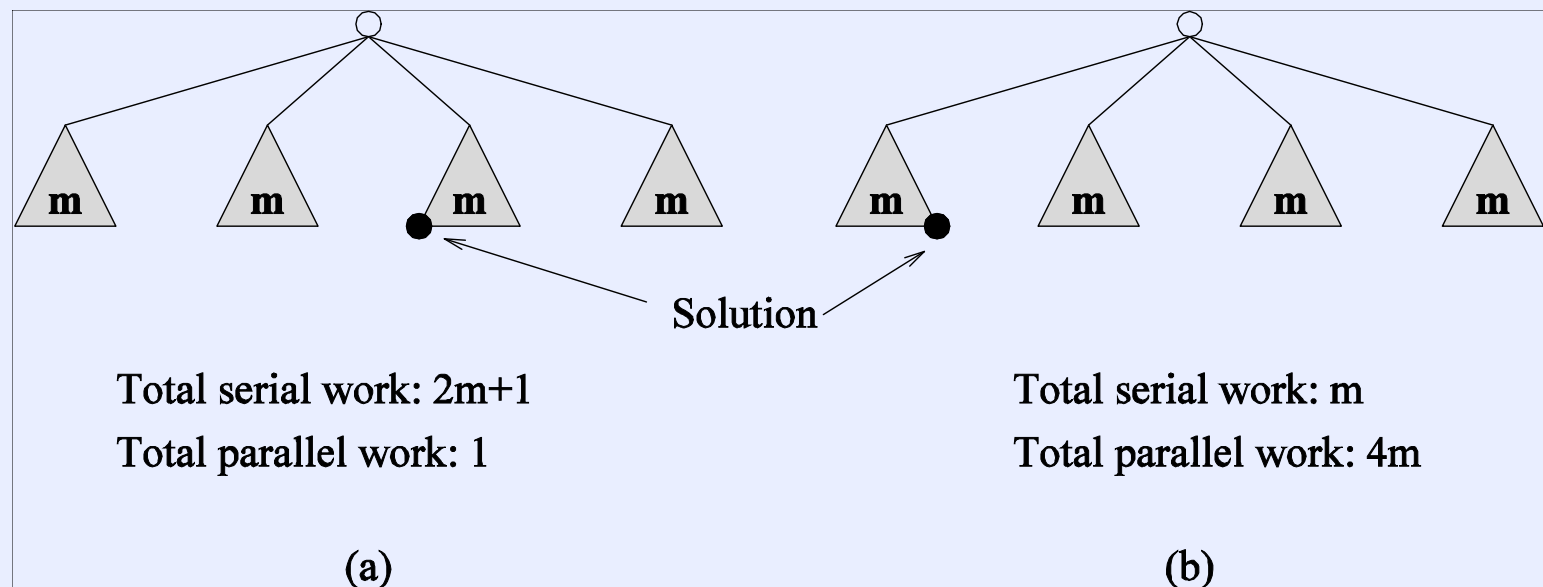 m m m m m m m m
Solution
Total serial work: 2m+1
Total parallel work: 1
Total serial work: m
Total parallel work: 4m
(a)
(b)